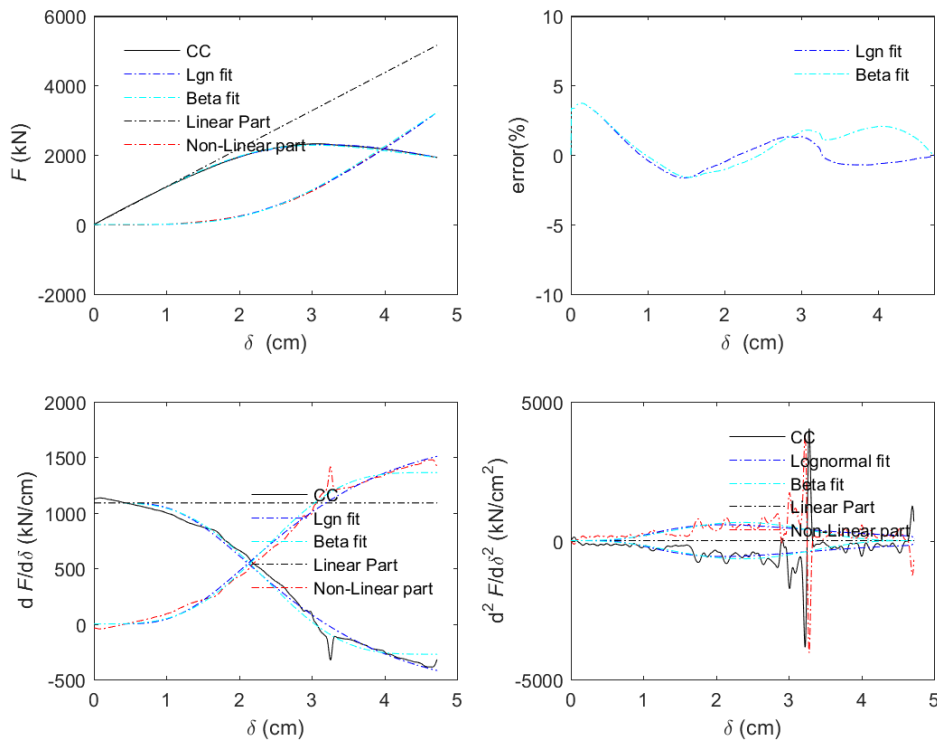 6000
4000
2000
0
-2000
F (kN)
CC
Lgn fit
Beta fit
Linear Part
Non-Linear part
0 1 2 3 4 5
δ (cm)
10
5
0
-5
-10
error(%)
Lgn fit
Beta fit
0 1 2 3 4
δ (cm)
2000
1500
1000
500
0
-500
d F/dδ (kN/cm)
CC
Lgn fit
Beta fit
Linear Part
Non-Linear part
0 1 2 3 4 5
δ (cm)
5000
0
-5000
d² F/dδ² (kN/cm²)
CC
Lognormal fit
Beta fit
Linear Part
Non-Linear part
0 1 2 3 4 5
δ (cm)